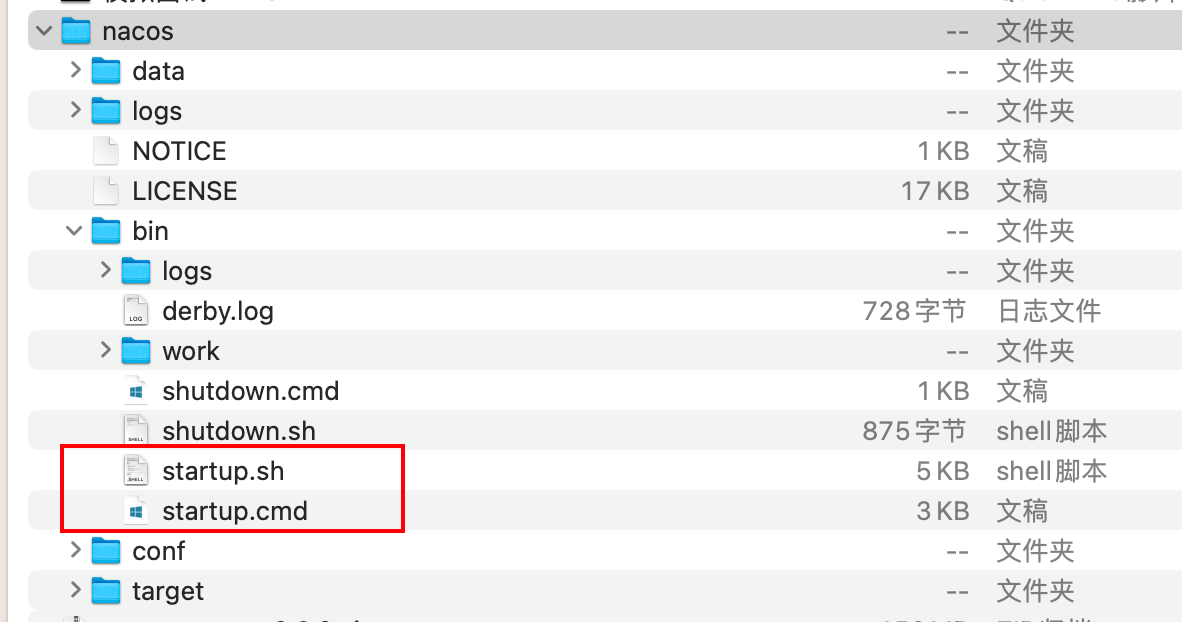 nacos -- 文件夹
data -- 文件夹
logs -- 文件夹
NOTICE 1 KB 文稿
LICENSE 17 KB 文稿
bin -- 文件夹
logs -- 文件夹
LOG derby.log 728字节 日志文件
work -- 文件夹
shutdown.cmd 1 KB 文稿
SHELL shutdown.sh 875字节 shell脚本
SHELL startup.sh 5 KB shell脚本
startup.cmd 3 KB 文稿
conf -- 文件夹
target -- 文件夹